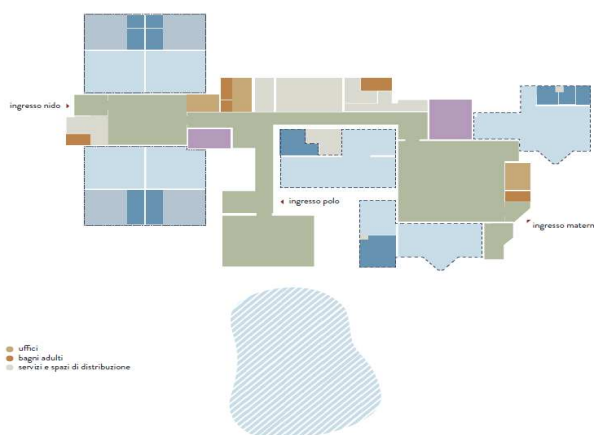 ingresso nido
ingresso polo
ingresso matern
uffici
bagni adulti
servizi e spazi di distribuzione